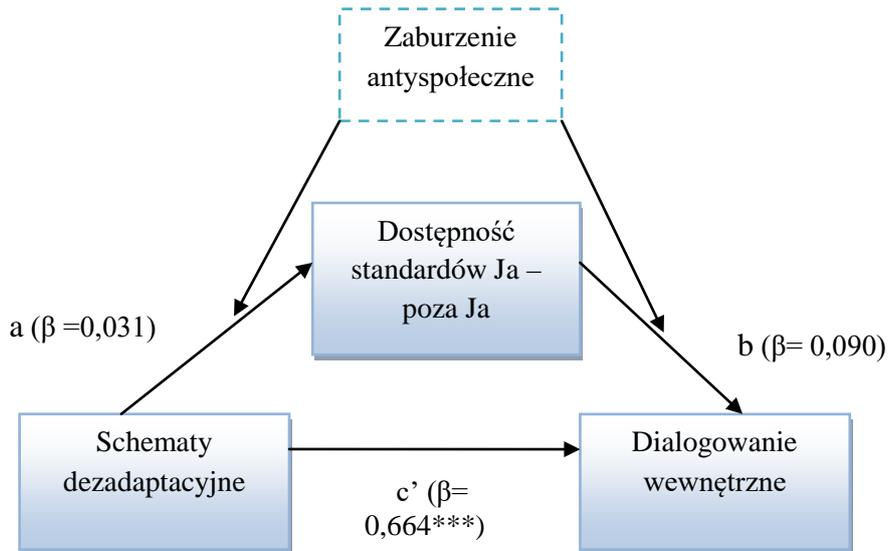 Zaburzenie
antyspołeczne
Dostępność
standardów Ja –
poza Ja
a (β =0,031)
b (β= 0,090)
Schematy
dezadaptacyjne
Dialogowanie
wewnętrzne
c’ (β=
0,664***)